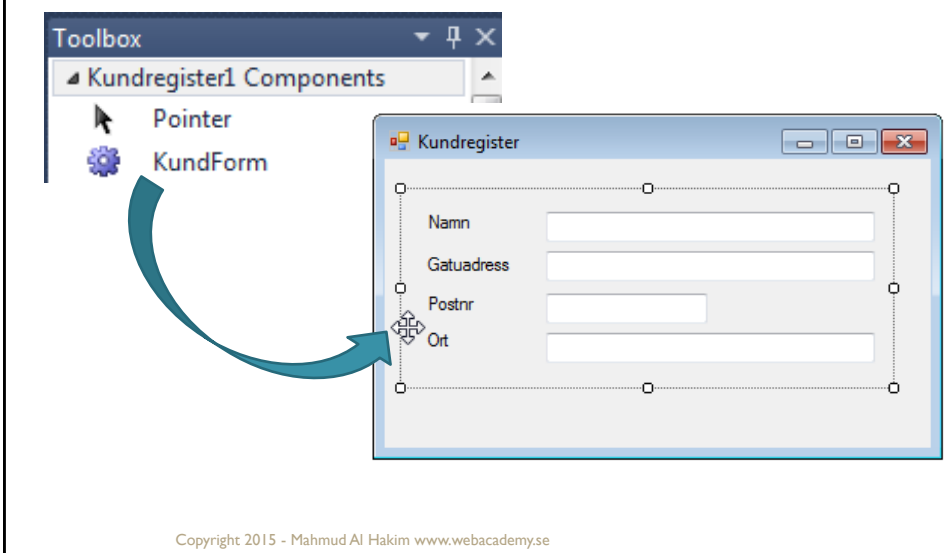 Toolbox
Kundregister1 Components
Pointer
KundForm
Kundregister
Namn
Gatuadress
Postnr
Ort
Copyright 2015 - Mahmud Al Hakim www.webacademy.se